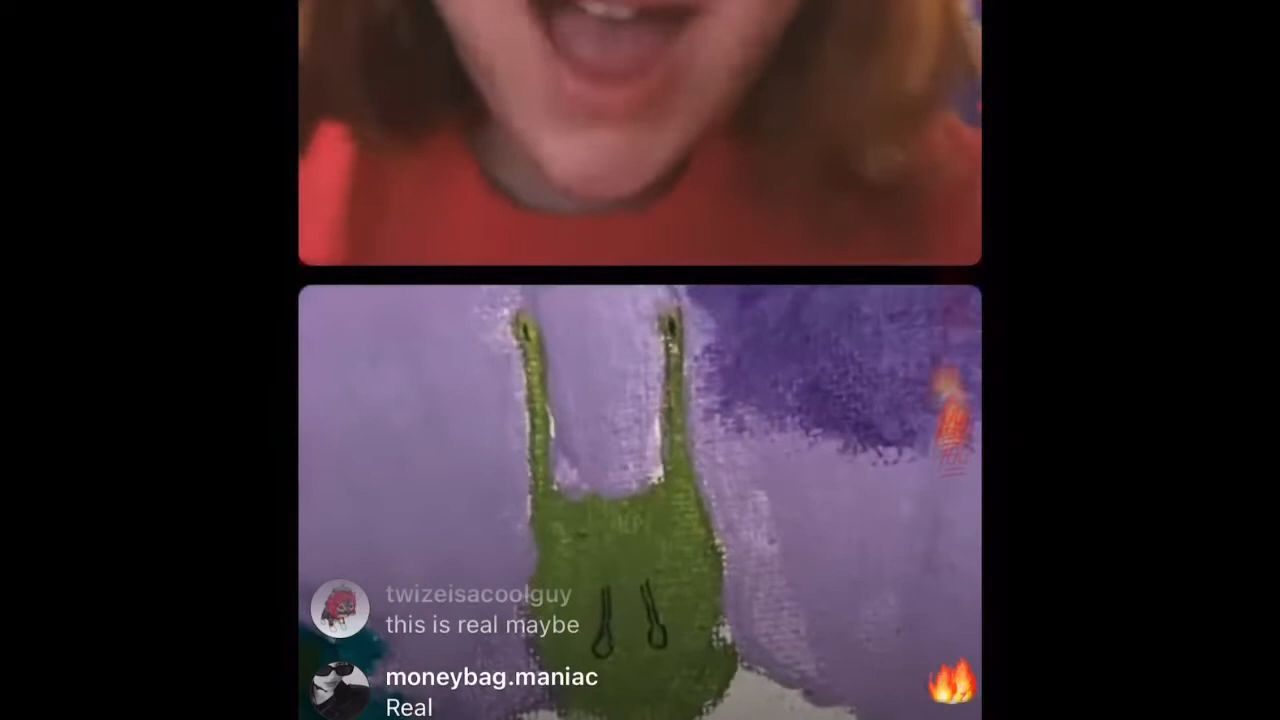 twizeisacoolguy
this is real maybe
moneybag.maniac
Real